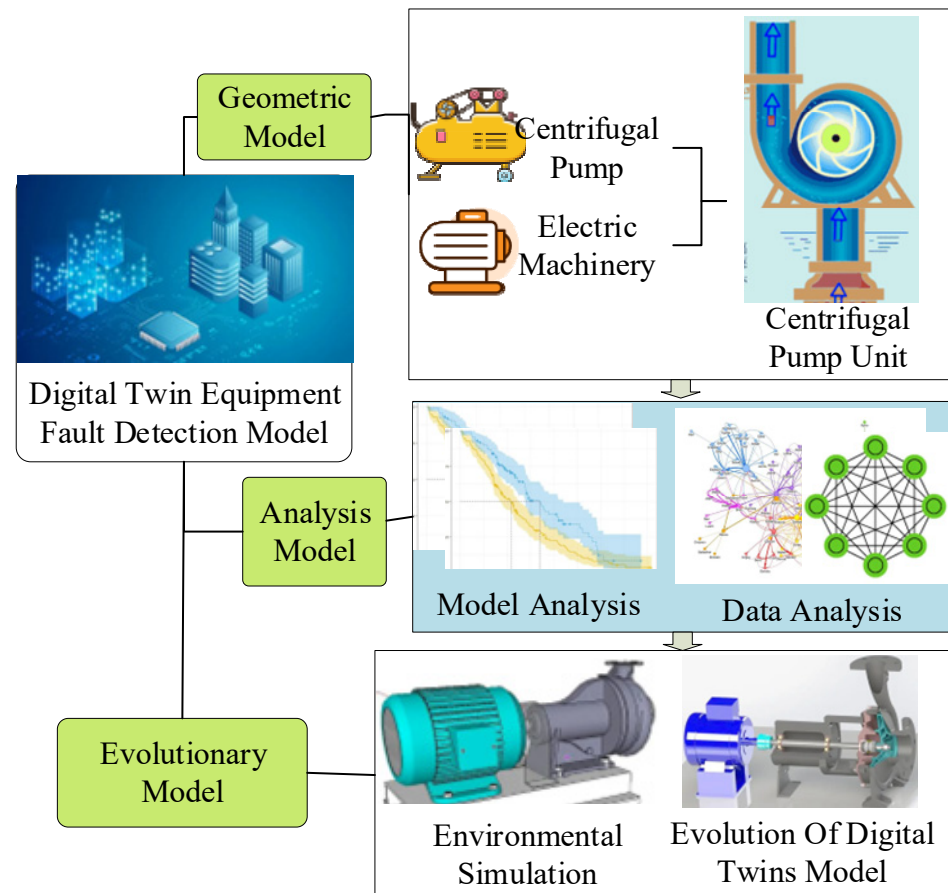 Geometric
Model
Centrifugal
Pump
Electric
Machinery
Centrifugal
Pump Unit
Digital Twin Equipment
Fault Detection Model
Analysis
Model
Model Analysis
Data Analysis
Evolutionary
Model
Environmental
Simulation
Evolution Of Digital
Twins Model